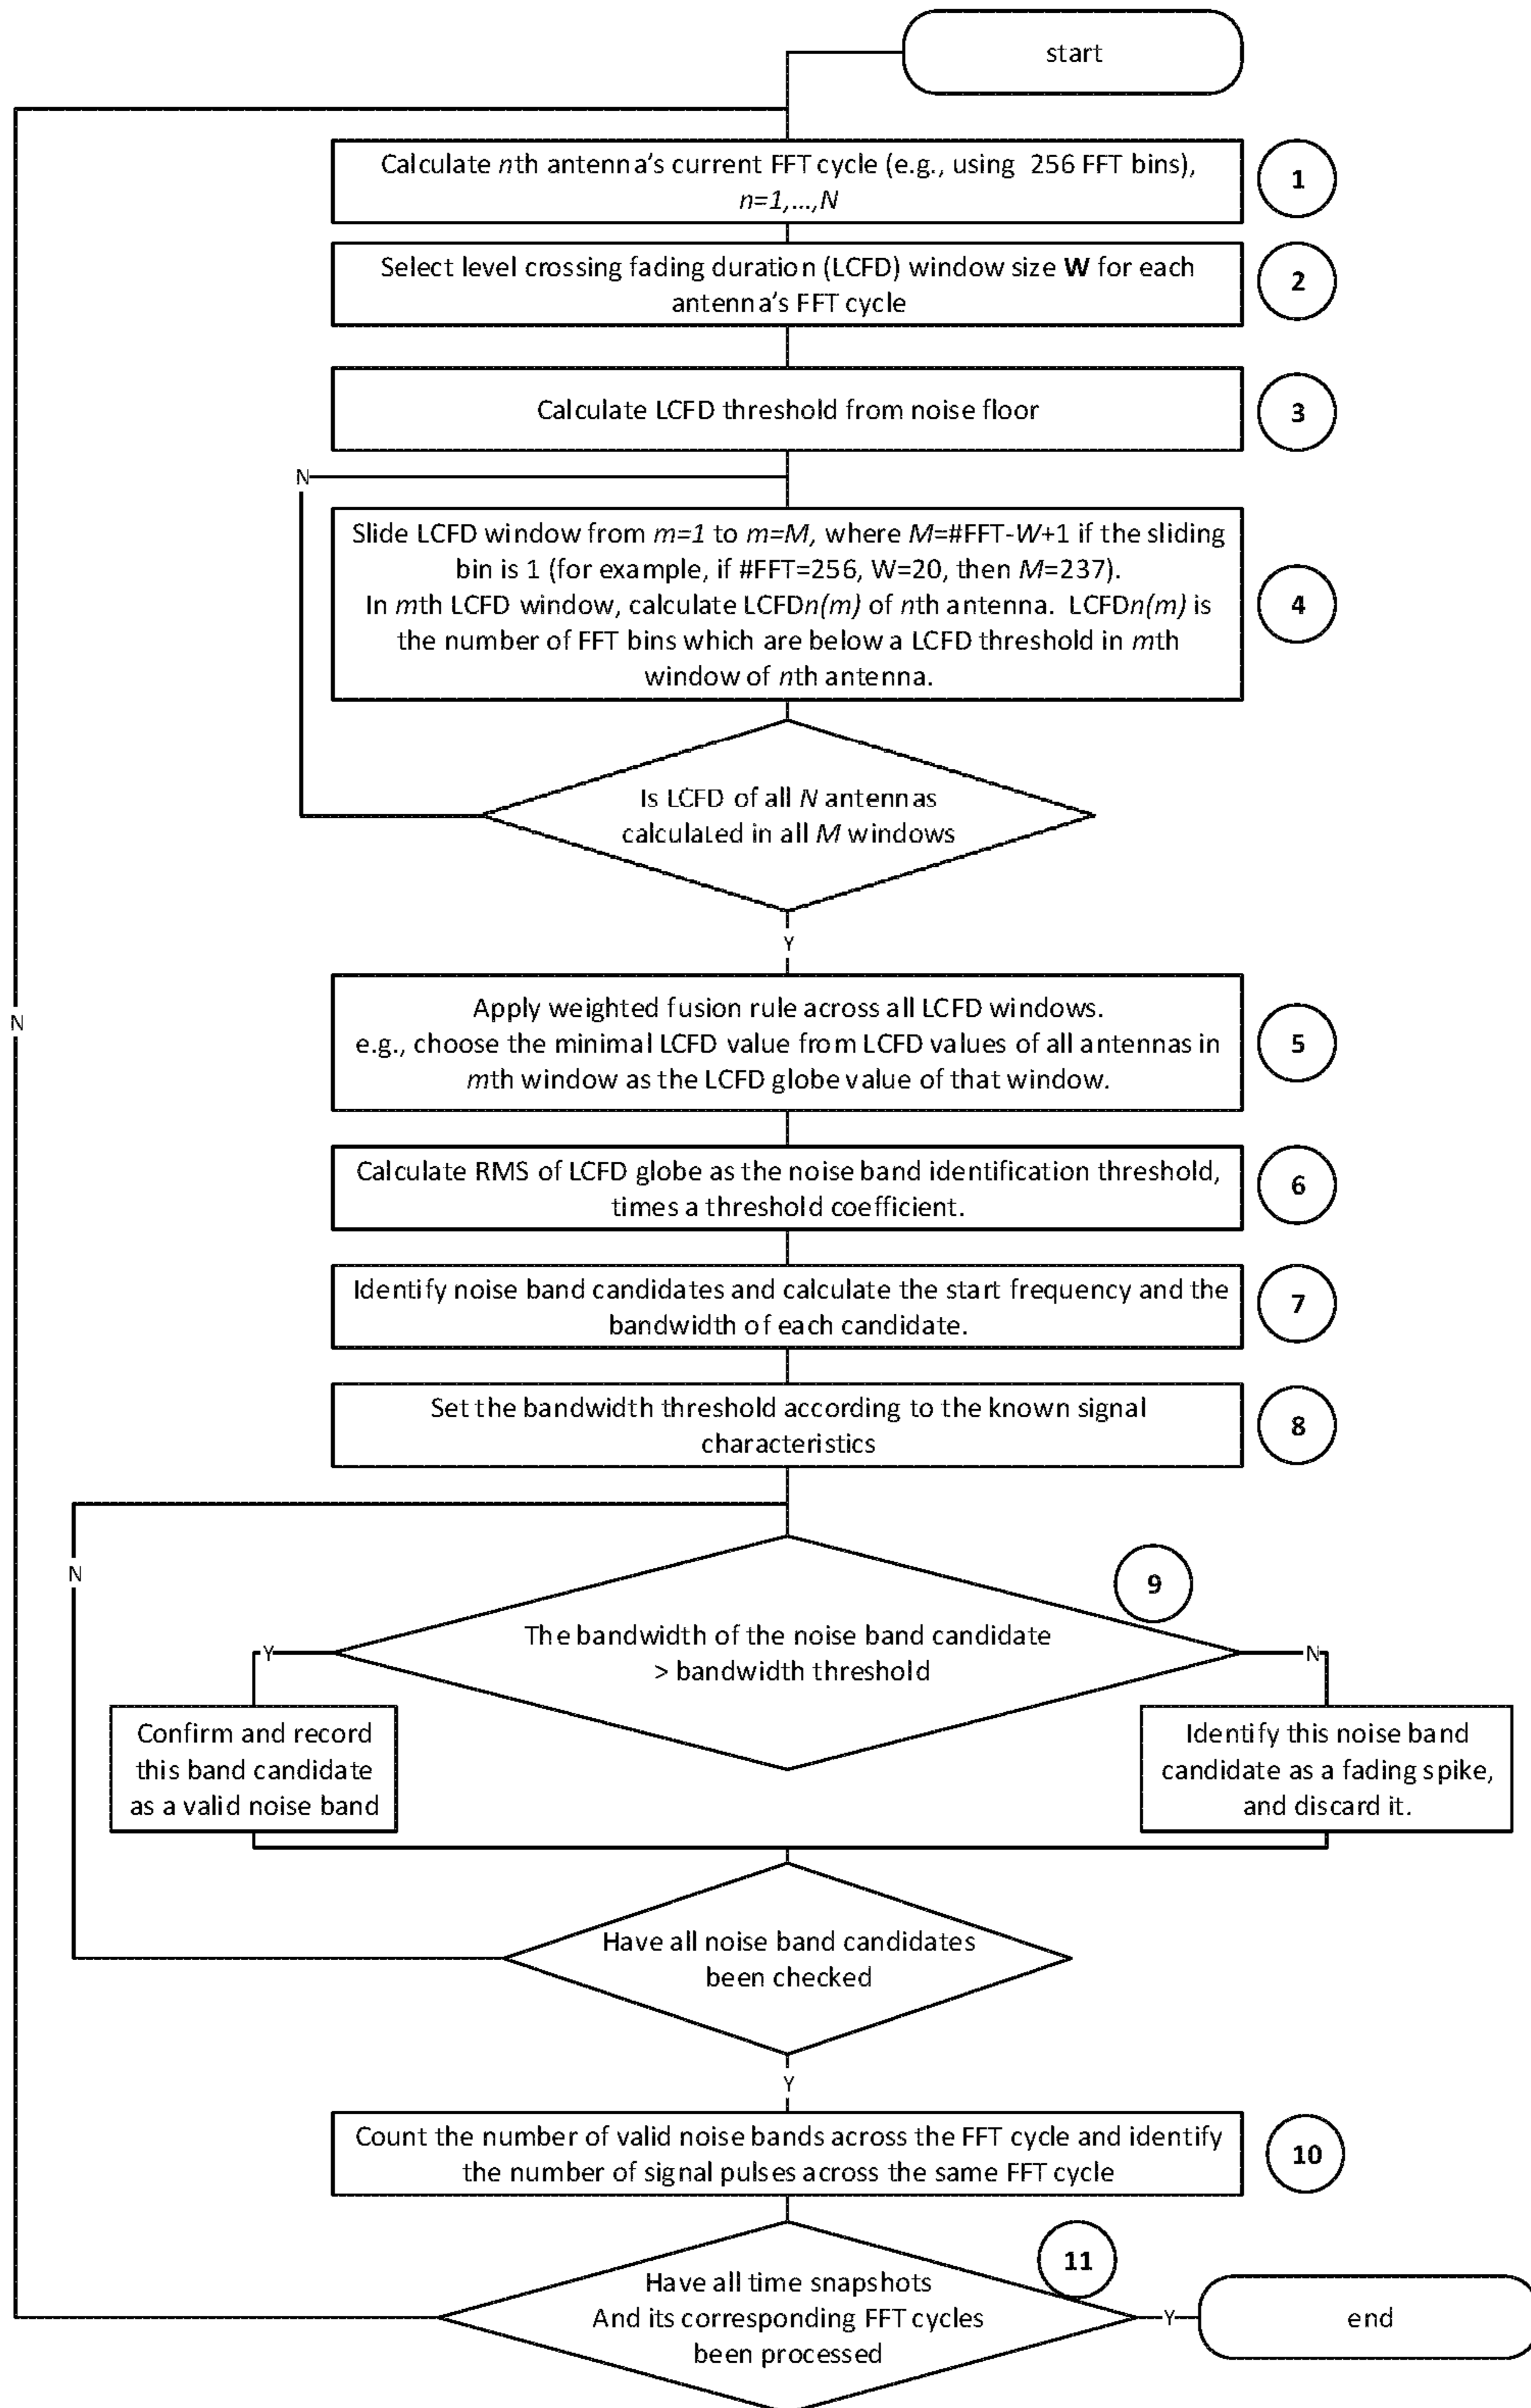 start
Calculate nth antenna's current FFT cycle (e.g., using 256 FFT bins),
n=1,...,N
1
Select level crossing fading duration (LCFD) window size W for each
antenna's FFT cycle
2
Calculate LCFD threshold from noise floor
3
N
Slide LCFD window from m=1 to m=M, where M=#FFT-W+1 if the sliding
bin is 1 (for example, if #FFT=256, W=20, then M=237).
In mth LCFD window, calculate LCFDn(m) of nth antenna. LCFDn(m) is
the number of FFT bins which are below a LCFD threshold in mth
window of nth antenna.
4
Is LCFD of all N antennas
calculated in all M windows
Y
Apply weighted fusion rule across all LCFD windows.
e.g., choose the minimal LCFD value from LCFD values of all antennas in
mth window as the LCFD globe value of that window.
5
N
Calculate RMS of LCFD globe as the noise band identification threshold,
times a threshold coefficient.
6
Identify noise band candidates and calculate the start frequency and the
bandwidth of each candidate.
7
Set the bandwidth threshold according to the known signal
characteristics
8
N
9
The bandwidth of the noise band candidate
> bandwidth threshold
Y
N
Confirm and record
this band candidate
as a valid noise band
Identify this noise band
candidate as a fading spike,
and discard it.
Have all noise band candidates
been checked
Y
Count the number of valid noise bands across the FFT cycle and identify
the number of signal pulses across the same FFT cycle
10
11
Have all time snapshots
And its corresponding FFT cycles
been processed
Y
end